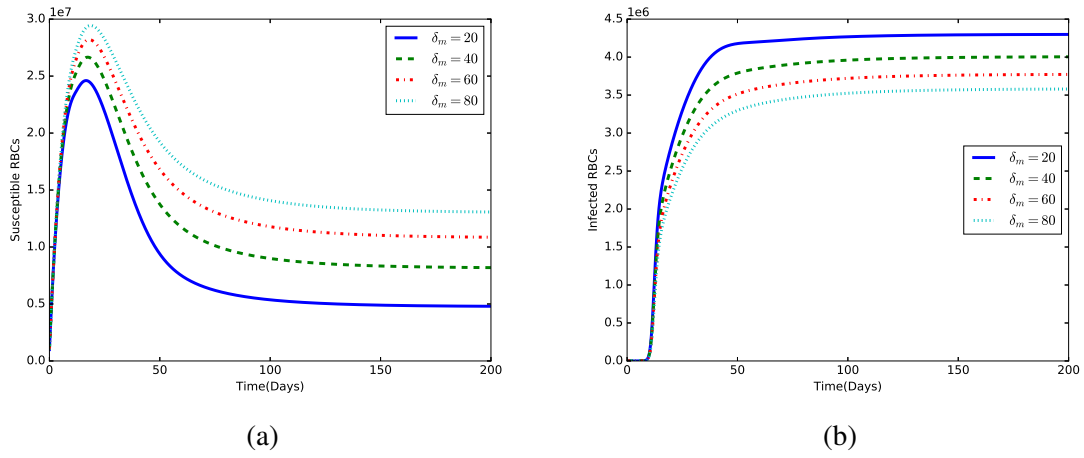 1e7
3.0
2.5
2.0
1.5
1.0
0.5
0.0
Susceptible RBCs
0 50 100 150 200
Time(Days)
δm = 20
δm = 40
δm = 60
δm = 80
(a)
1e6
4.5
4.0
3.5
3.0
2.5
2.0
1.5
1.0
0.5
0.0
Infected RBCs
0 50 100 150 200
Time(Days)
δm = 20
δm = 40
δm = 60
δm = 80
(b)